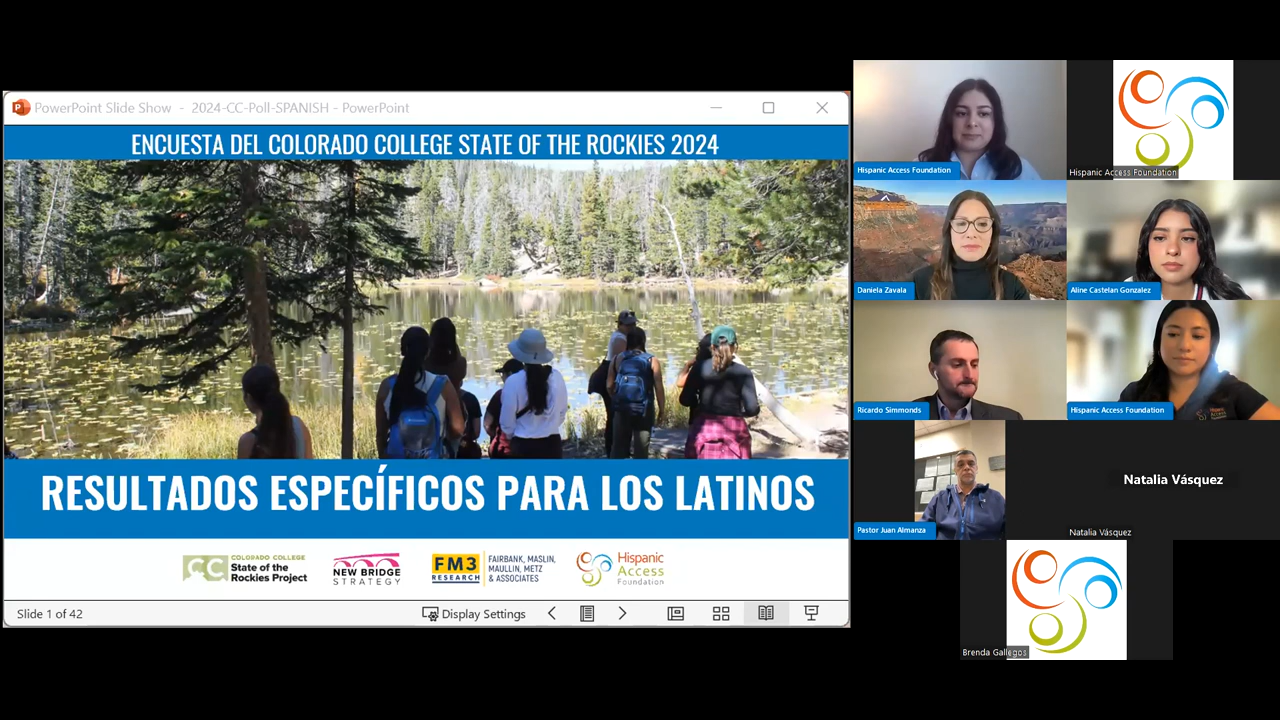 PowerPoint Slide Show - 2024-CC-Poll-SPANISH - PowerPoint
ENCUESTA DEL COLORADO COLLEGE STATE OF THE ROCKIES 2024
RESULTADOS ESPECÍFICOS PARA LOS LATINOS
CC
COLORADO COLLEGE
State of the
Rockies Project
NEW BRIDGE
STRATEGY
FM3
RESEARCH
FAIRBANK, MASLIN,
MAULLIN, METZ
& ASSOCIATES
Hispanic
Access
Foundation
Slide 1 of 42
Display Settings
Hispanic Access Foundation
Hispanic Access Foundation
Daniela Zavala
Aline Castelan Gonzalez
Ricardo Simmonds
Hispanic Access Foundation
Pastor Juan Almanza
Natalia Vásquez
Natalia Vásquez
Brenda Gallegos